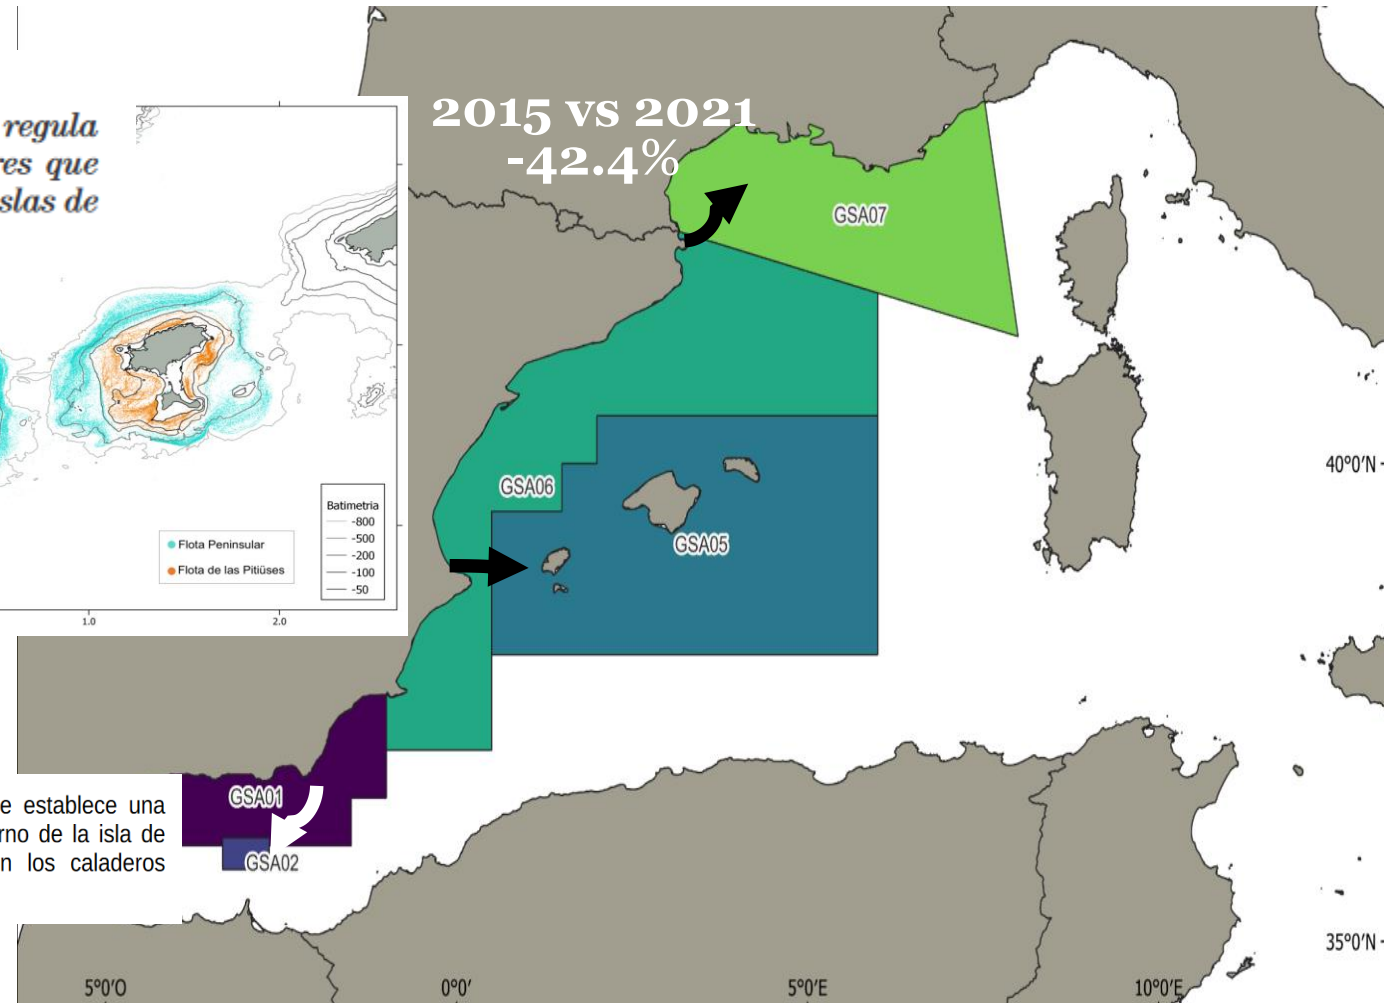 regula
res que
slas de
2015 vs 2021
-42.4%
GSA07
GSA06
GSA05
GSA01
GSA02
Flota Peninsular
Flota de las Pitiüses
Batimetria
-800
-500
-200
-100
-50
1.0
2.0
e establece una
rno de la isla de
n los caladeros
40°0'N
35°0'N
5°0'O
0°0'
5°0'E
10°0'E